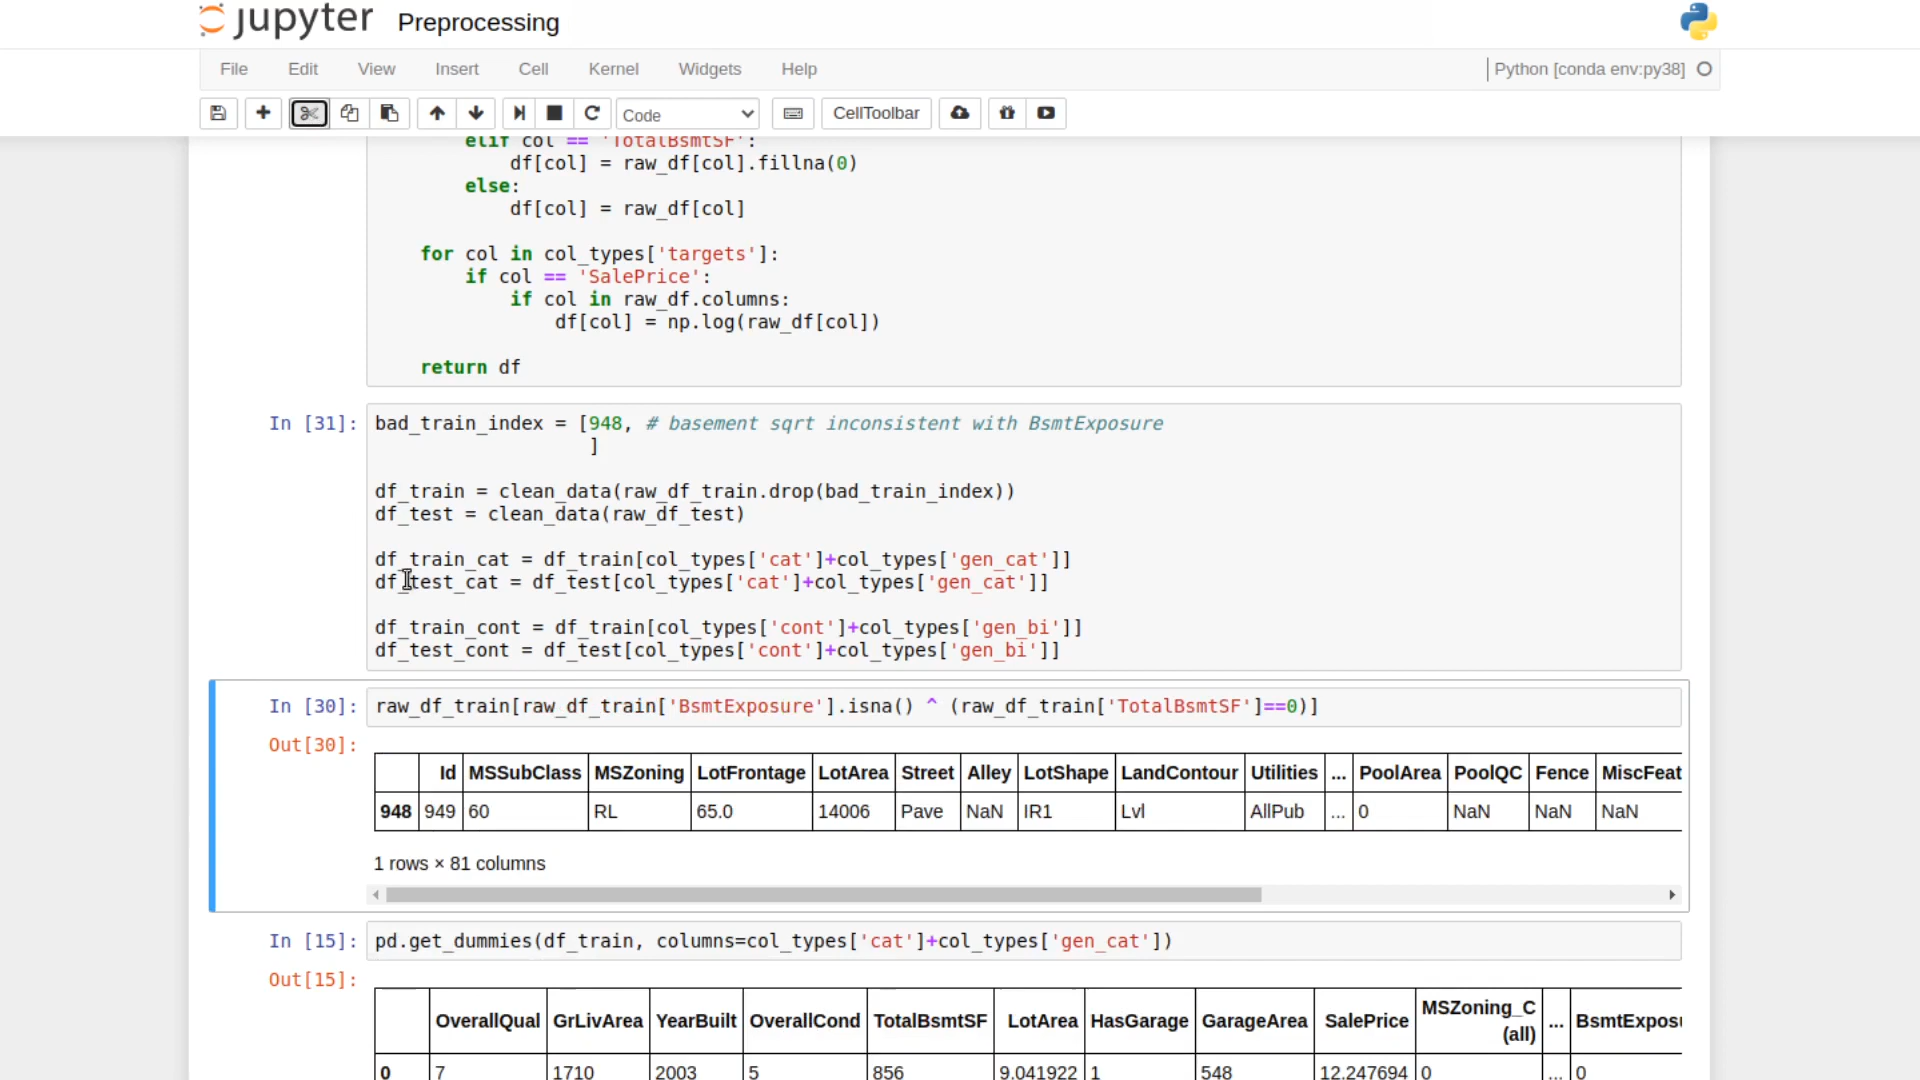 jupyter Preprocessing
File Edit View Insert Cell Kernel Widgets Help Python [conda env:py38]
Code CellToolbar
elif col == 'TotalBsmtSF':
df[col] = raw_df[col].fillna(0)
else:
df[col] = raw_df[col]
for col in col_types['targets']:
if col == 'SalePrice':
if col in raw_df.columns:
df[col] = np.log(raw_df[col])
return df
In [31]: bad_train_index = [948, # basement sqrt inconsistent with BsmtExposure
]
df_train = clean_data(raw_df_train.drop(bad_train_index))
df_test = clean_data(raw_df_test)
df_train_cat = df_train[col_types['cat']+col_types['gen_cat']]
df_test_cat = df_test[col_types['cat']+col_types['gen_cat']]
df_train_cont = df_train[col_types['cont']+col_types['gen_bi']]
df_test_cont = df_test[col_types['cont']+col_types['gen_bi']]
In [30]: raw_df_train[raw_df_train['BsmtExposure'].isna() ^ (raw_df_train['TotalBsmtSF']==0)]
Out[30]:
Id MSSubClass MSZoning LotFrontage LotArea Street Alley LotShape LandContour Utilities ... PoolArea PoolQC Fence MiscFeat
948 949 60 RL 65.0 14006 Pave NaN IR1 Lvl AllPub ... 0 NaN NaN NaN
1 rows × 81 columns
In [15]: pd.get_dummies(df_train, columns=col_types['cat']+col_types['gen_cat'])
Out[15]:
OverallQual GrLivArea YearBuilt OverallCond TotalBsmtSF LotArea HasGarage GarageArea SalePrice MSZoning_C (all) ... BsmtExposu
0 7 1710 2003 5 856 9.041922 1 548 12.247694 0 ... 0